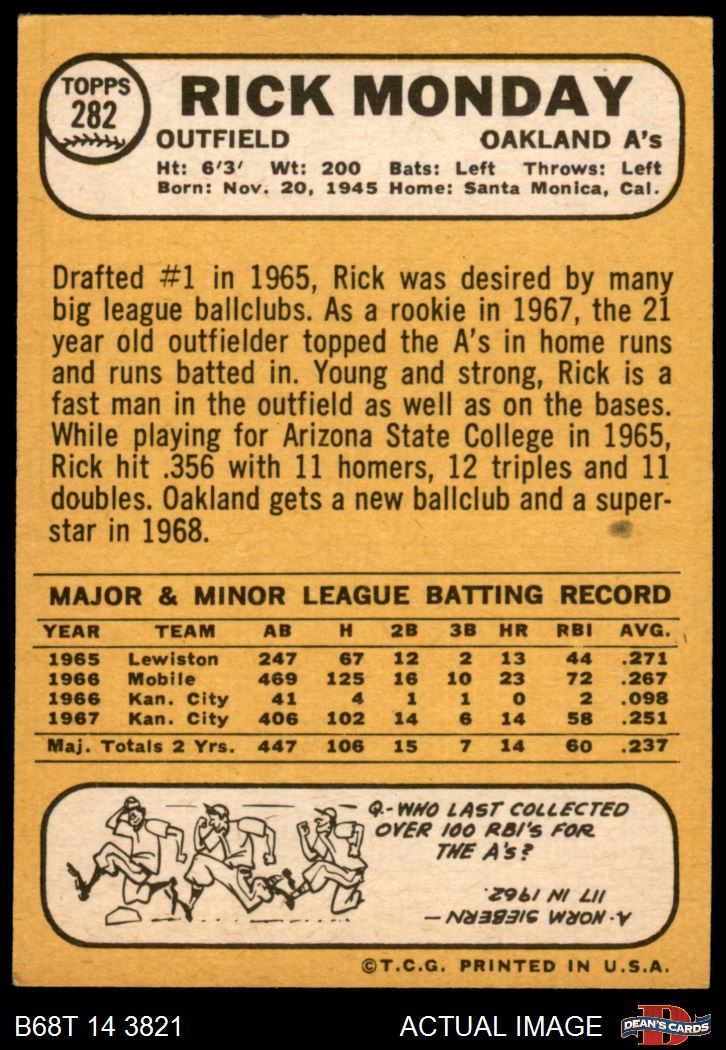 TOPPS
282
RICK MONDAY
OUTFIELD OAKLAND A's
Ht: 6'3' Wt: 200 Bats: Left Throws: Left
Born: Nov. 20, 1945 Home: Santa Monica, Cal.
Drafted #1 in 1965, Rick was desired by many
big league ballclubs. As a rookie in 1967, the 21
year old outfielder topped the A's in home runs
and runs batted in. Young and strong, Rick is a
fast man in the outfield as well as on the bases.
While playing for Arizona State College in 1965,
Rick hit .356 with 11 homers, 12 triples and 11
doubles. Oakland gets a new ballclub and a super-
star in 1968.
MAJOR & MINOR LEAGUE BATTING RECORD
YEAR TEAM AB H 2B 3B HR RBI AVG.
1965 Lewiston 247 67 12 2 13 44 .271
1966 Mobile 469 125 16 10 23 72 .267
1966 Kan. City 41 4 1 1 0 2 .098
1967 Kan. City 406 102 14 6 14 58 .251
Maj. Totals 2 Yrs. 447 106 15 7 14 60 .237
Q-WHO LAST COLLECTED
OVER 100 RBI'S FOR
THE A's?
A-NORM SIEBERN—
117 IN 1962.
©T.C.G. PRINTED IN U.S.A.
B68T 14 3821 ACTUAL IMAGE
D
DEAN'S CARDS